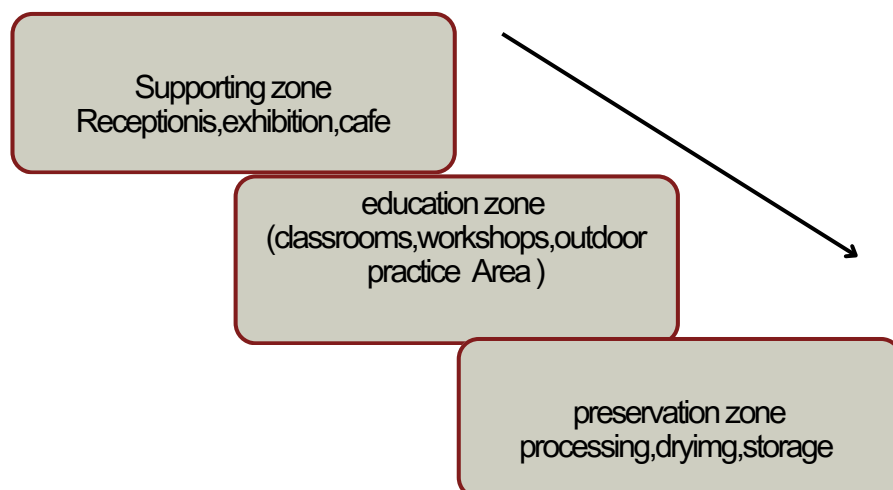 Supporting zone
Receptionis,exhibition,cafe
education zone
(classrooms,workshops,outdoor
practice Area )
preservation zone
processing,dryimg,storage